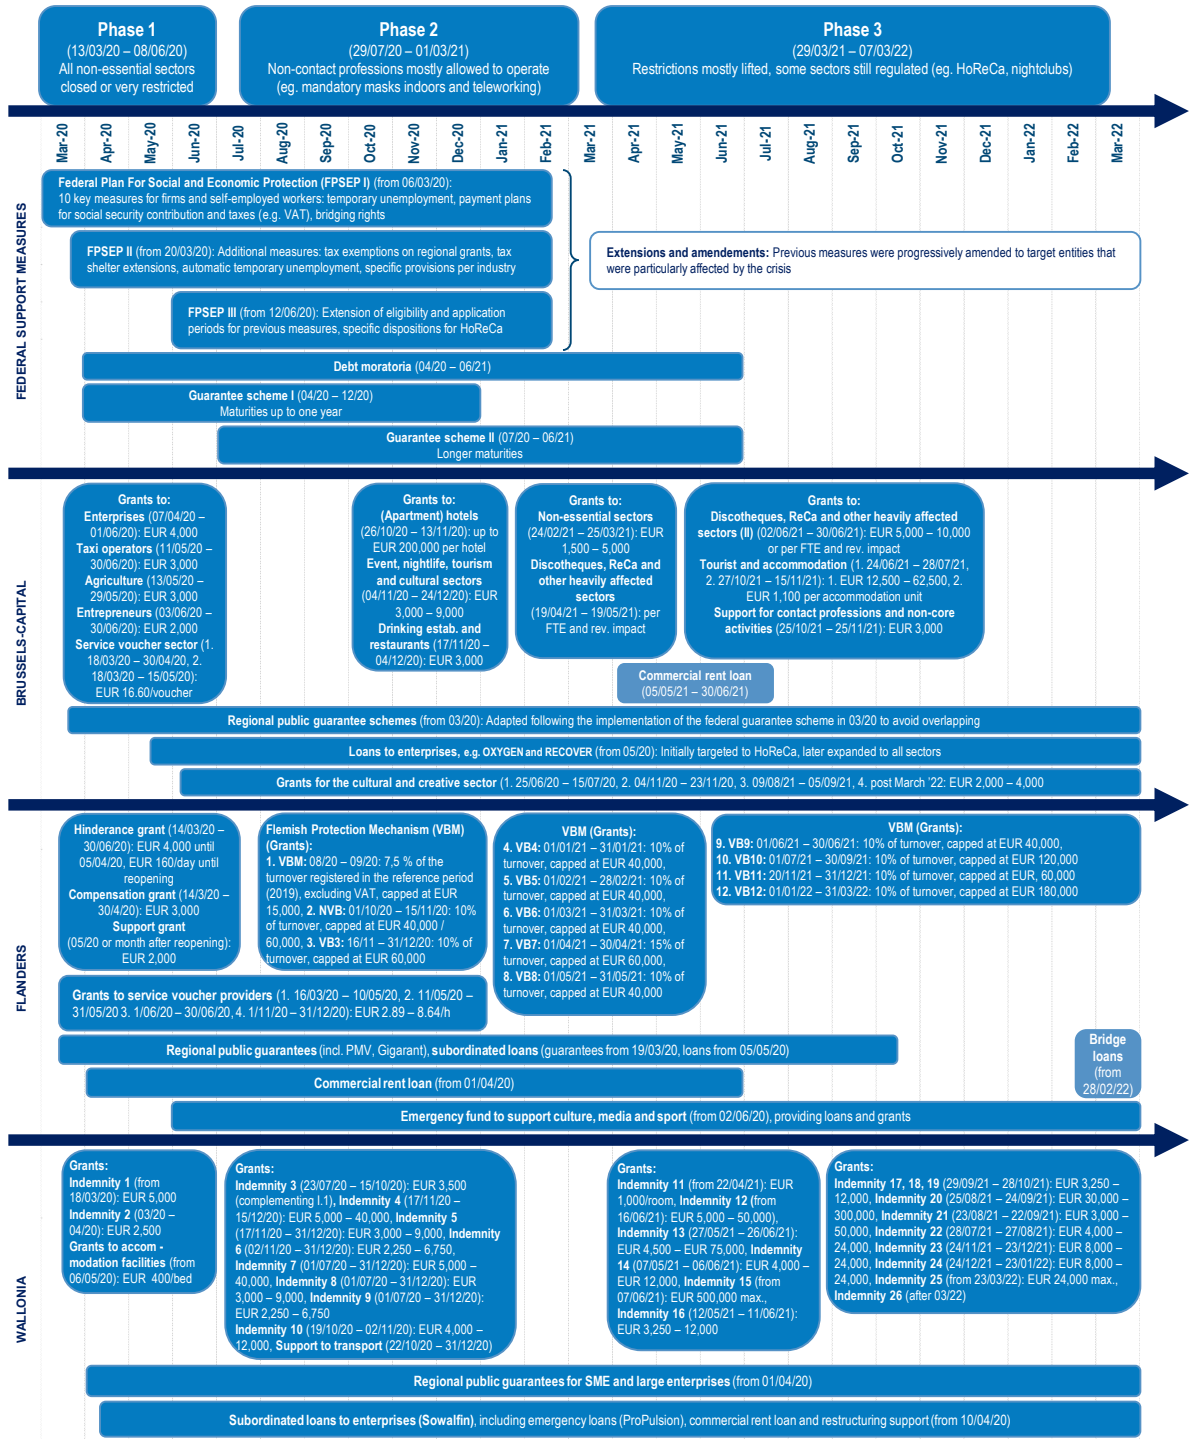 Phase 1
(13/03/20 – 08/06/20)
All non-essential sectors
closed or very restricted
Phase 2
(29/07/20 – 01/03/21)
Non-contact professions mostly allowed to operate
(eg. mandatory masks indoors and teleworking)
Phase 3
(29/03/21 – 07/03/22)
Restrictions mostly lifted, some sectors still regulated (eg. HoReCa, nightclubs)
Mar-20
Apr-20
May-20
Jun-20
Jul-20
Aug-20
Sep-20
Oct-20
Nov-20
Dec-20
Jan-21
Feb-21
Mar-21
Apr-21
May-21
Jun-21
Jul-21
Aug-21
Sep-21
Oct-21
Nov-21
Dec-21
Jan-22
Feb-22
Mar-22
FEDERAL SUPPORT MEASURES
Federal Plan For Social and Economic Protection (FPSEP I) (from 06/03/20):
10 key measures for firms and self-employed workers: temporary unemployment, payment plans
for social security contribution and taxes (e.g. VAT), bridging rights
FPSEP II (from 20/03/20): Additional measures: tax exemptions on regional grants, tax
shelter extensions, automatic temporary unemployment, specific provisions per industry
FPSEP III (from 12/06/20): Extension of eligibility and application
periods for previous measures, specific dispositions for HoReCa
Extensions and amendments: Previous measures were progressively amended to target entities that
were particularly affected by the crisis
Debt moratoria (04/20 – 06/21)
Guarantee scheme I (04/20 – 12/20)
Maturities up to one year
Guarantee scheme II (07/20 – 06/21)
Longer maturities
BRUSSELS-CAPITAL
Grants to:
Enterprises (07/04/20 –
01/06/20): EUR 4,000
Taxi operators (11/05/20 –
30/06/20): EUR 3,000
Agriculture (13/05/20 –
29/05/20): EUR 3,000
Entrepreneurs (03/06/20 –
30/06/20): EUR 2,000
Service voucher sector (1.
18/03/20 – 30/04/20, 2.
18/03/20 – 15/05/20):
EUR 16.60/voucher
Grants to:
(Apartment) hotels
(26/10/20 – 13/11/20): up to
EUR 200,000 per hotel
Event, nightlife, tourism
and cultural sectors
(04/11/20 – 24/12/20): EUR
3,000 – 9,000
Drinking estab. and
restaurants (17/11/20 –
04/12/20): EUR 3,000
Grants to:
Non-essential sectors
(24/02/21 – 25/03/21): EUR
1,500 – 5,000
Discotheques, ReCa and
other heavily affected
sectors
(19/04/21 – 19/05/21): per
FTE and rev. impact
Grants to:
Discotheques, ReCa and other heavily affected
sectors (II) (02/06/21 – 30/06/21): EUR 5,000 – 10,000
or per FTE and rev. impact
Tourist and accommodation (1. 24/06/21 – 28/07/21,
2. 27/10/21 – 15/11/21): 1. EUR 12,500 – 62,500, 2.
EUR 1,100 per accommodation unit
Support for contact professions and non-core
activities (25/10/21 – 25/11/21): EUR 3,000
Commercial rent loan
(05/05/21 – 30/06/21)
Regional public guarantee schemes (from 03/20): Adapted following the implementation of the federal guarantee scheme in 03/20 to avoid overlapping
Loans to enterprises, e.g. OXYGEN and RECOVER (from 05/20): Initially targeted to HoReCa, later expanded to all sectors
Grants for the cultural and creative sector (1. 25/06/20 – 15/07/20, 2. 04/11/20 – 23/11/20, 3. 09/08/21 – 05/09/21, 4. post March '22: EUR 2,000 – 4,000
FLANDERS
Hinderance grant (14/03/20 –
30/06/20): EUR 4,000 until
05/04/20, EUR 160/day until
reopening
Compensation grant (14/3/20 –
30/4/20): EUR 3,000
Support grant
(05/20 or month after reopening):
EUR 2,000
Flemish Protection Mechanism (VBM)
(Grants):
1. VBM: 08/20 – 09/20: 7,5 % of the
turnover registered in the reference period
(2019), excluding VAT, capped at EUR
15,000, 2. NVB: 01/10/20 – 15/11/20: 10%
of turnover, capped at EUR 40,000 /
60,000, 3. VB3: 16/11 – 31/12/20: 10% of
turnover, capped at EUR 60,000
VBM (Grants):
4. VB4: 01/01/21 – 31/01/21: 10% of
turnover, capped at EUR 40,000,
5. VB5: 01/02/21 – 28/02/21: 10% of
turnover, capped at EUR 40,000,
6. VB6: 01/03/21 – 31/03/21: 10% of
turnover, capped at EUR 40,000,
7. VB7: 01/04/21 – 30/04/21: 15% of
turnover, capped at EUR 60,000,
8. VB8: 01/05/21 – 31/05/21: 10% of
turnover, capped at EUR 40,000
VBM (Grants):
9. VB9: 01/06/21 – 30/06/21: 10% of turnover, capped at EUR 40,000,
10. VB10: 01/07/21 – 30/09/21: 10% of turnover, capped at EUR 120,000
11. VB11: 20/11/21 – 31/12/21: 10% of turnover, capped at EUR, 60,000
12. VB12: 01/01/22 – 31/03/22: 10% of turnover, capped at EUR 180,000
Grants to service voucher providers (1. 16/03/20 – 10/05/20, 2. 11/05/20 –
31/05/20 3. 1/06/20 – 30/06/20, 4. 1/11/20 – 31/12/20): EUR 2.89 – 8.64/h
Regional public guarantees (incl. PMV, Gigarant), subordinated loans (guarantees from 19/03/20, loans from 05/05/20)
Bridge
loans
(from
28/02/22)
Commercial rent loan (from 01/04/20)
Emergency fund to support culture, media and sport (from 02/06/20), providing loans and grants
WALLONIA
Grants:
Indemnity 1 (from
18/03/20): EUR 5,000
Indemnity 2 (03/20 –
04/20): EUR 2,500
Grants to accom -
modation facilities (from
06/05/20): EUR 400/bed
Grants:
Indemnity 3 (23/07/20 – 15/10/20): EUR 3,500
(complementing I.1), Indemnity 4 (17/11/20 –
15/12/20): EUR 5,000 – 40,000, Indemnity 5
(17/11/20 – 31/12/20): EUR 3,000 – 9,000, Indemnity
6 (02/11/20 – 31/12/20): EUR 2,250 – 6,750,
Indemnity 7 (01/07/20 – 31/12/20): EUR 5,000 –
40,000, Indemnity 8 (01/07/20 – 31/12/20): EUR
3,000 – 9,000, Indemnity 9 (01/07/20 – 31/12/20):
EUR 2,250 – 6,750
Indemnity 10 (19/10/20 – 02/11/20): EUR 4,000 –
12,000, Support to transport (22/10/20 – 31/12/20)
Grants:
Indemnity 11 (from 22/04/21): EUR
1,000/room, Indemnity 12 (from
16/06/21): EUR 5,000 – 50,000),
Indemnity 13 (27/05/21 – 26/06/21):
EUR 4,500 – EUR 75,000, Indemnity
14 (07/05/21 – 06/06/21): EUR 4,000 –
EUR 12,000, Indemnity 15 (from
07/06/21): EUR 500,000 max.,
Indemnity 16 (12/05/21 – 11/06/21):
EUR 3,250 – 12,000
Grants:
Indemnity 17, 18, 19 (29/09/21 – 28/10/21): EUR 3,250 –
12,000, Indemnity 20 (25/08/21 – 24/09/21): EUR 30,000 –
300,000, Indemnity 21 (23/08/21 – 22/09/21): EUR 3,000 –
50,000, Indemnity 22 (28/07/21 – 27/08/21): EUR 4,000 –
24,000, Indemnity 23 (24/11/21 – 23/12/21): EUR 8,000 –
24,000, Indemnity 24 (24/12/21 – 23/01/22): EUR 8,000 –
24,000, Indemnity 25 (from 23/03/22): EUR 24,000 max.,
Indemnity 26 (after 03/22)
Regional public guarantees for SME and large enterprises (from 01/04/20)
Subordinated loans to enterprises (Sowalfin), including emergency loans (ProPulsion), commercial rent loan and restructuring support (from 10/04/20)